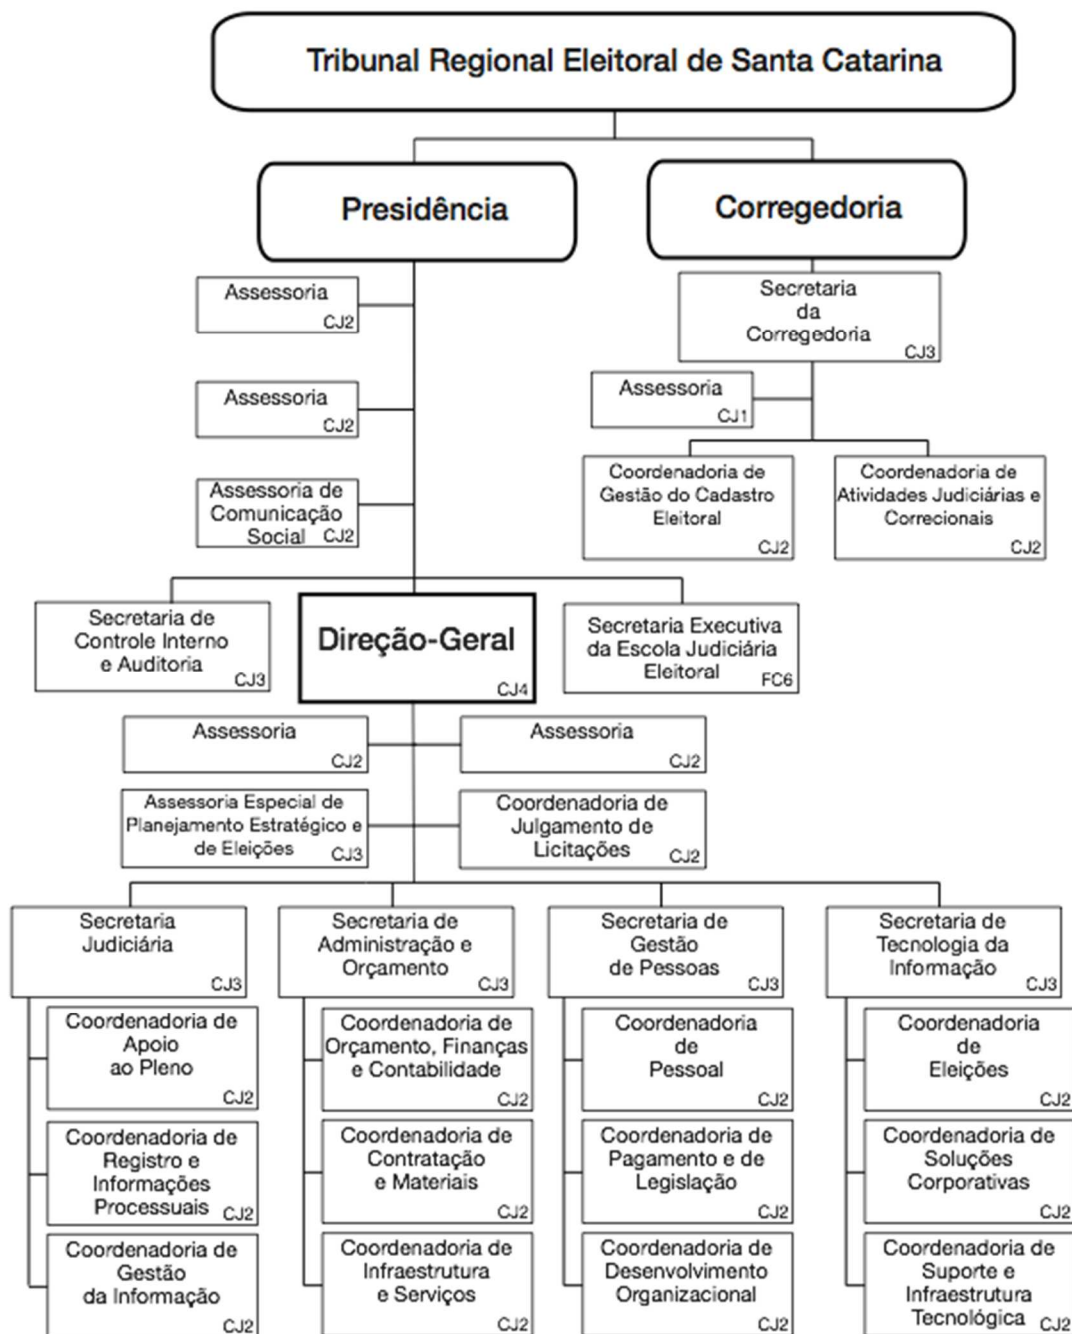 Tribunal Regional Eleitoral de Santa Catarina
Presidência
Corregedoria
Assessoria
CJ2
Secretaria
da
Corregedoria
CJ3
Assessoria
CJ2
Assessoria
CJ1
Assessoria de
Comunicação
Social CJ2
Coordenadoria de
Gestão do Cadastro
Eleitoral
CJ2
Coordenadoria de
Atividades Judiciárias e
Correcionais
CJ2
Secretaria de
Controle Interno
e Auditoria
CJ3
Direção-Geral
CJ4
Secretaria Executiva
da Escola Judiciária
Eleitoral
FC6
Assessoria
CJ2
Assessoria
CJ2
Assessoria Especial de
Planejamento Estratégico e
de Eleições
CJ3
Coordenadoria de
Julgamento de
Licitações
CJ2
Secretaria
Judiciária
CJ3
Secretaria de
Administração e
Orçamento
CJ3
Secretaria de
Gestão
de Pessoas
CJ3
Secretaria de
Tecnologia da
Informação
CJ3
Coordenadoria de
Apoio
ao Pleno
CJ2
Coordenadoria de
Orçamento, Finanças
e Contabilidade
CJ2
Coordenadoria
de
Pessoal
CJ2
Coordenadoria
de
Eleições
CJ2
Coordenadoria de
Registro e
Informações
Processuais
CJ2
Coordenadoria de
Contratação
e Materiais
CJ2
Coordenadoria de
Pagamento e de
Legislação
CJ2
Coordenadoria de
Soluções
Corporativas
CJ2
Coordenadoria de
Gestão
da Informação
CJ2
Coordenadoria de
Infraestrutura
e Serviços
CJ2
Coordenadoria de
Desenvolvimento
Organizacional
CJ2
Coordenadoria de
Suporte e
Infraestrutura
Tecnológica
CJ2